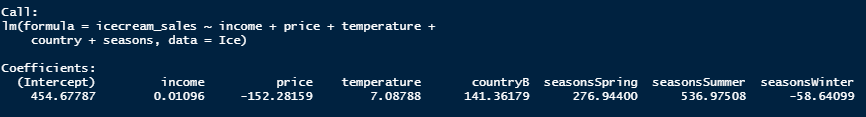 Call:
lm(formula = icecream_sales ~ income + price + temperature +
country + seasons, data = Ice)
Coefficients:
(Intercept) income price temperature countryB seasonsSpring seasonsSummer seasonsWinter
454.67787 0.01096 -152.28159 7.08788 141.36179 276.94400 536.97508 -58.64099